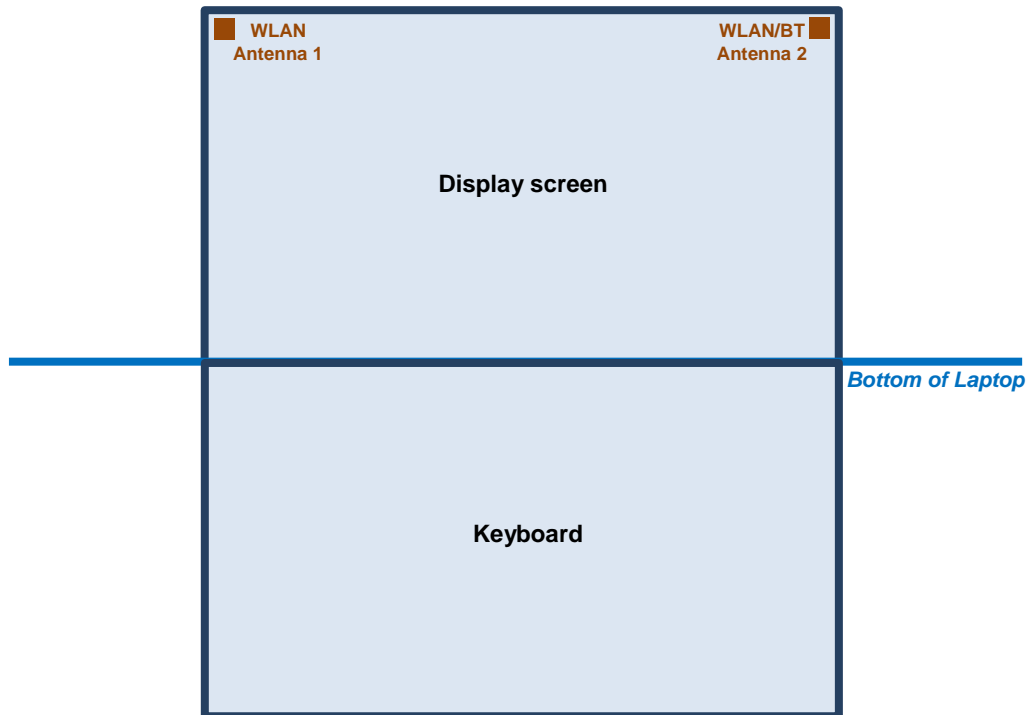 WLAN
Antenna 1
WLAN/BT
Antenna 2
Display screen
Bottom of Laptop
Keyboard